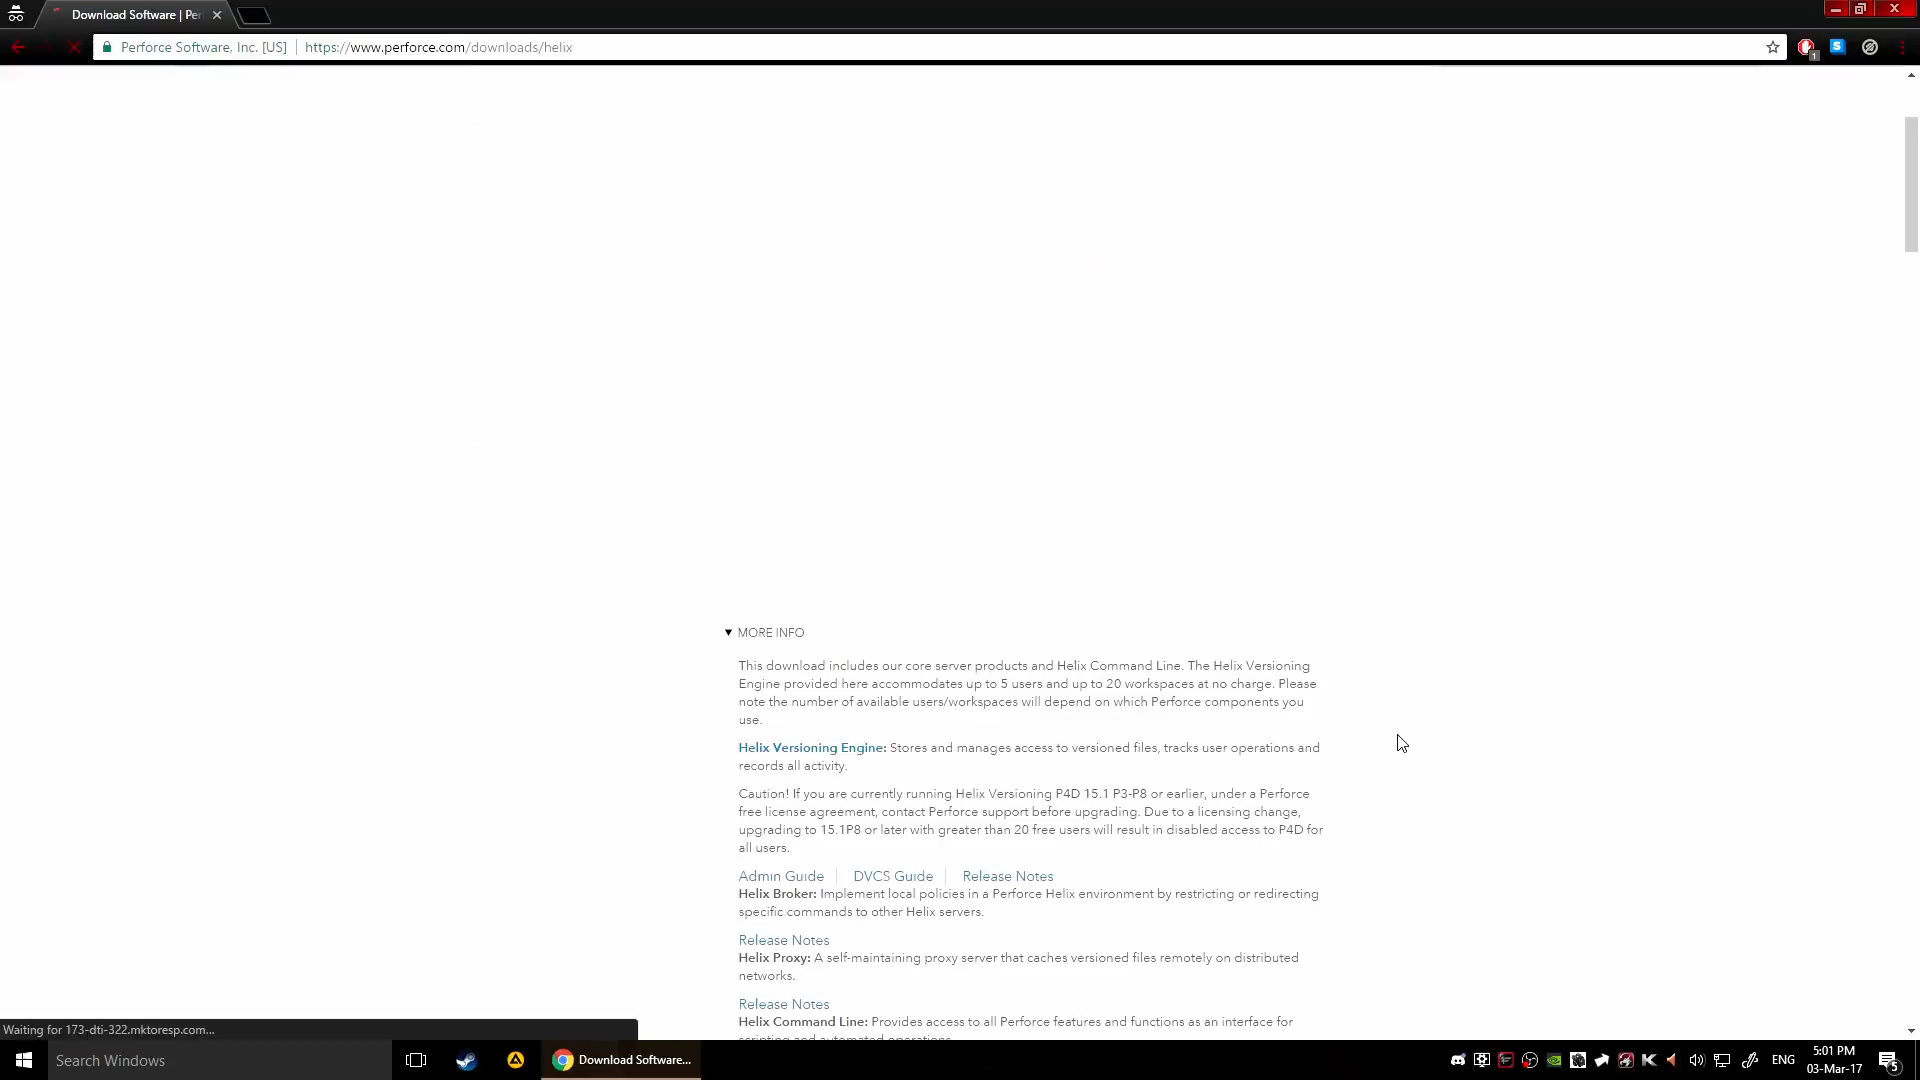 Download Software | Per
Perforce Software, Inc. [US] https://www.perforce.com/downloads/helix
1
S
MORE INFO
This download includes our core server products and Helix Command Line. The Helix Versioning
Engine provided here accommodates up to 5 users and up to 20 workspaces at no charge. Please
note the number of available users/workspaces will depend on which Perforce components you
use.
Helix Versioning Engine: Stores and manages access to versioned files, tracks user operations and
records all activity.
Caution! If you are currently running Helix Versioning P4D 15.1 P3-P8 or earlier, under a Perforce
free license agreement, contact Perforce support before upgrading. Due to a licensing change,
upgrading to 15.1P8 or later with greater than 20 free users will result in disabled access to P4D for
all users.
Admin Guide DVCS Guide Release Notes
Helix Broker: Implement local policies in a Perforce Helix environment by restricting or redirecting
specific commands to other Helix servers.
Release Notes
Helix Proxy: A self-maintaining proxy server that caches versioned files remotely on distributed
networks.
Release Notes
Helix Command Line: Provides access to all Perforce features and functions as an interface for
scripting and automated operations.
Waiting for 173-dti-322.mktoresp.com...
Search Windows
Download Software...
ENG
5:01 PM
03-Mar-17
5